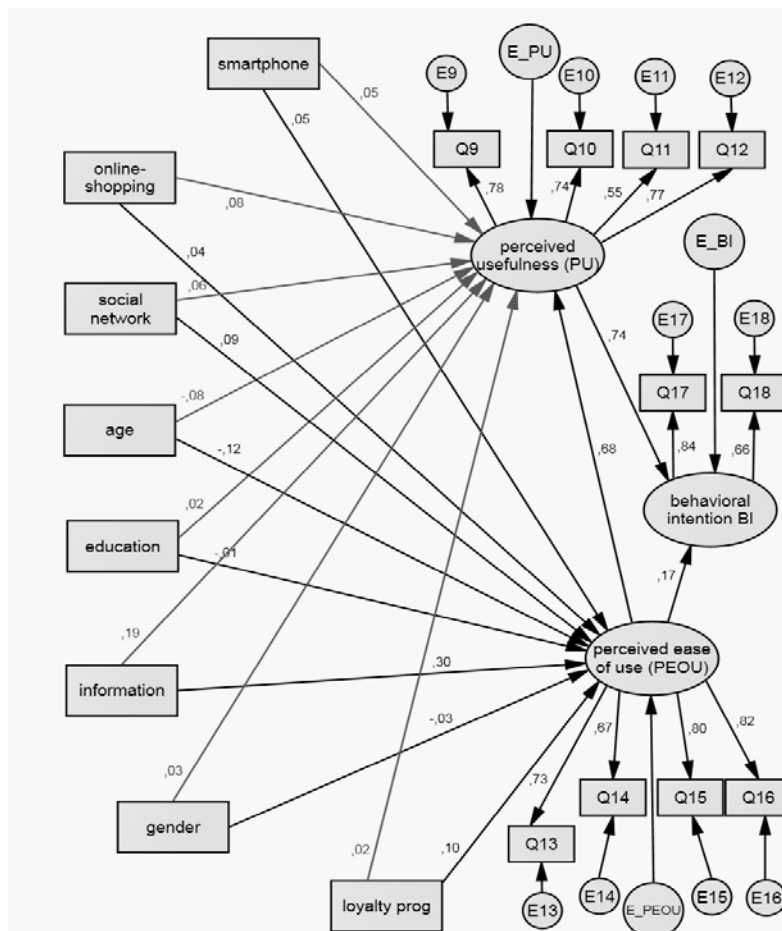 smartphone
E_PU
E9
E10
E11
E12
,05
,05
Q9
Q10
Q11
Q12
online-
shopping
,78
,74
,55
,77
,08
perceived
usefulness (PU)
E_BI
,04
social
network
,06
,09
E17
E18
,74
Q17
Q18
-,08
age
-,12
,68
,84
,66
behavioral
intention BI
,02
education
-,01
,17
,19
perceived ease
of use (PEOU)
information
,30
-,03
,67
,80
,82
,73
,03
Q14
Q15
Q16
gender
Q13
,02
,10
loyalty prog
E13
E14
E_PEOU
E15
E16